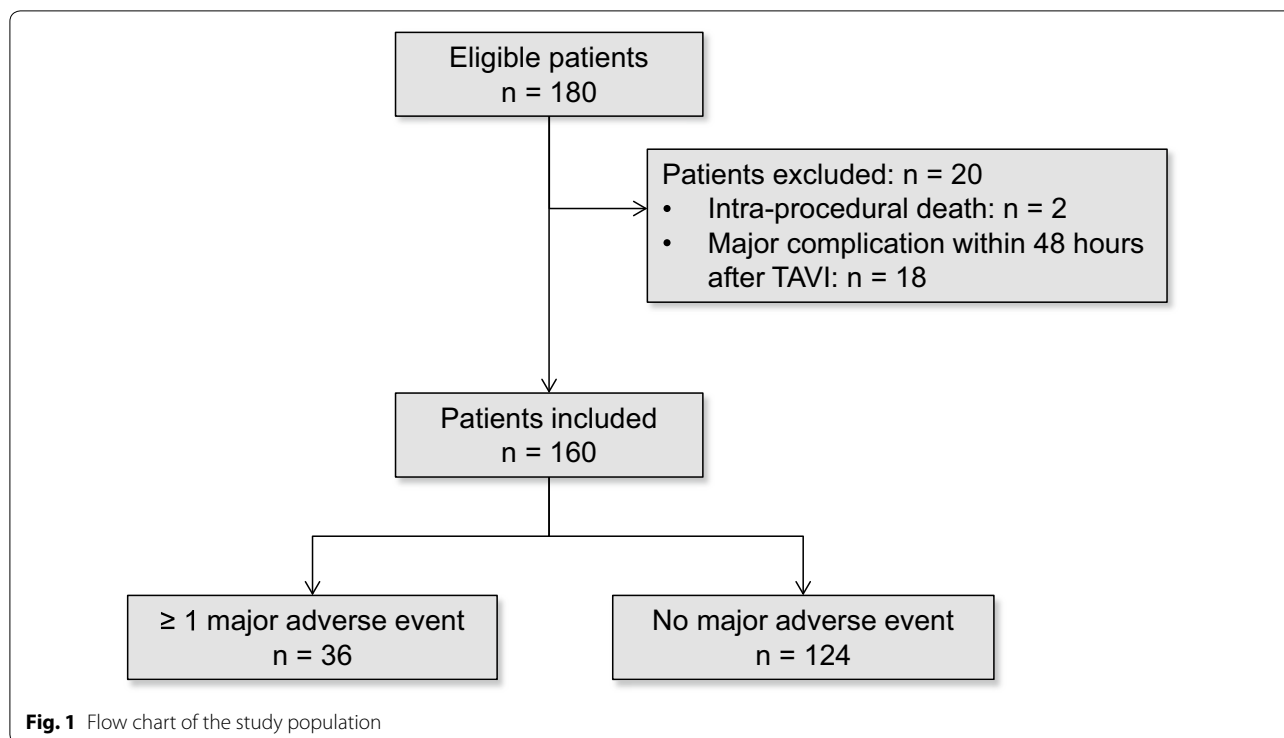 Eligible patients
n = 180
Patients excluded: n = 20
• Intra-procedural death: n = 2
• Major complication within 48 hours
after TAVI: n = 18
Patients included
n = 160
≥ 1 major adverse event
n = 36
No major adverse event
n = 124
Fig. 1 Flow chart of the study population